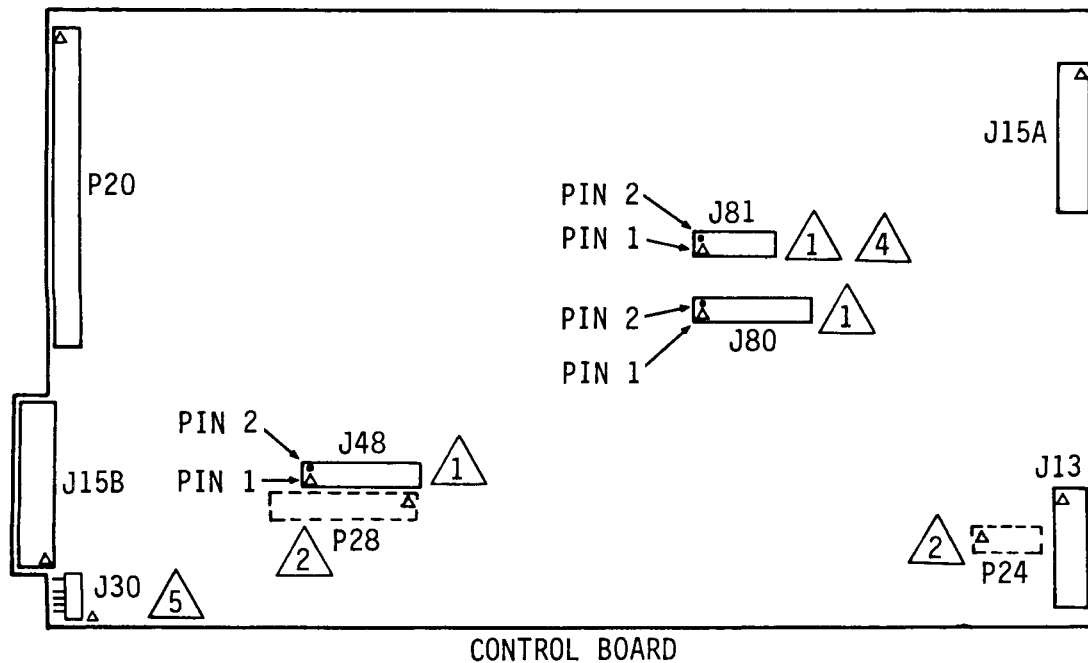 P20
J15A
PIN 2
J81
PIN 1
1
4
PIN 2
J80
1
PIN 1
PIN 2
J48
PIN 1
1
J15B
P28
2
J13
2
P24
J30
5
CONTROL BOARD